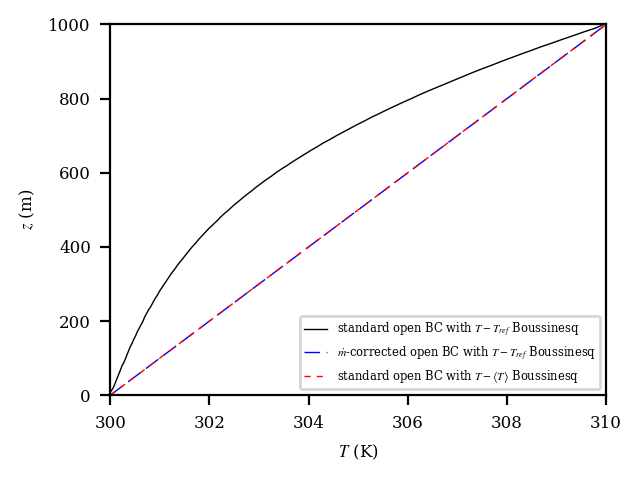 1000
800
600
400
200
0
z (m)
300
302
304
306
308
310
T (K)
standard open BC with T − T_ref Boussinesq
ṁ-corrected open BC with T − T_ref Boussinesq
standard open BC with T − ⟨T⟩ Boussinesq